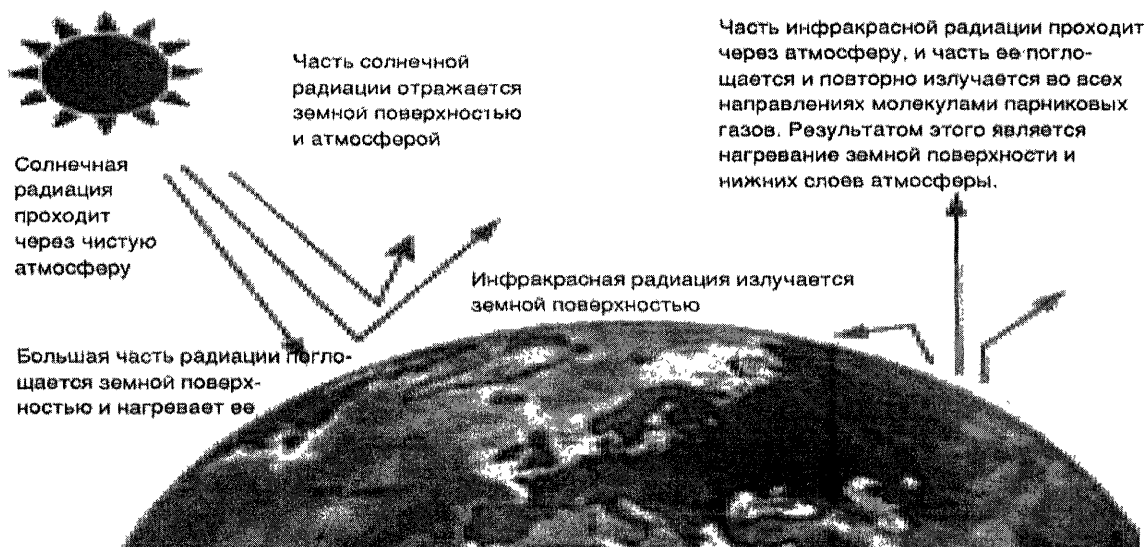 Солнечная
радиация
проходит
через чистую
атмосферу
Часть солнечной
радиации отражается
земной поверхностью
и атмосферой
Часть инфракрасной радиации проходит
через атмосферу, и часть ее погло-
щается и повторно излучается во всех
направлениях молекулами парниковых
газов. Результатом этого является
нагревание земной поверхности и
нижних слоев атмосферы.
Инфракрасная радиация излучается
земной поверхностью
Большая часть радиации погло-
щается земной поверх-
ностью и нагревает ее